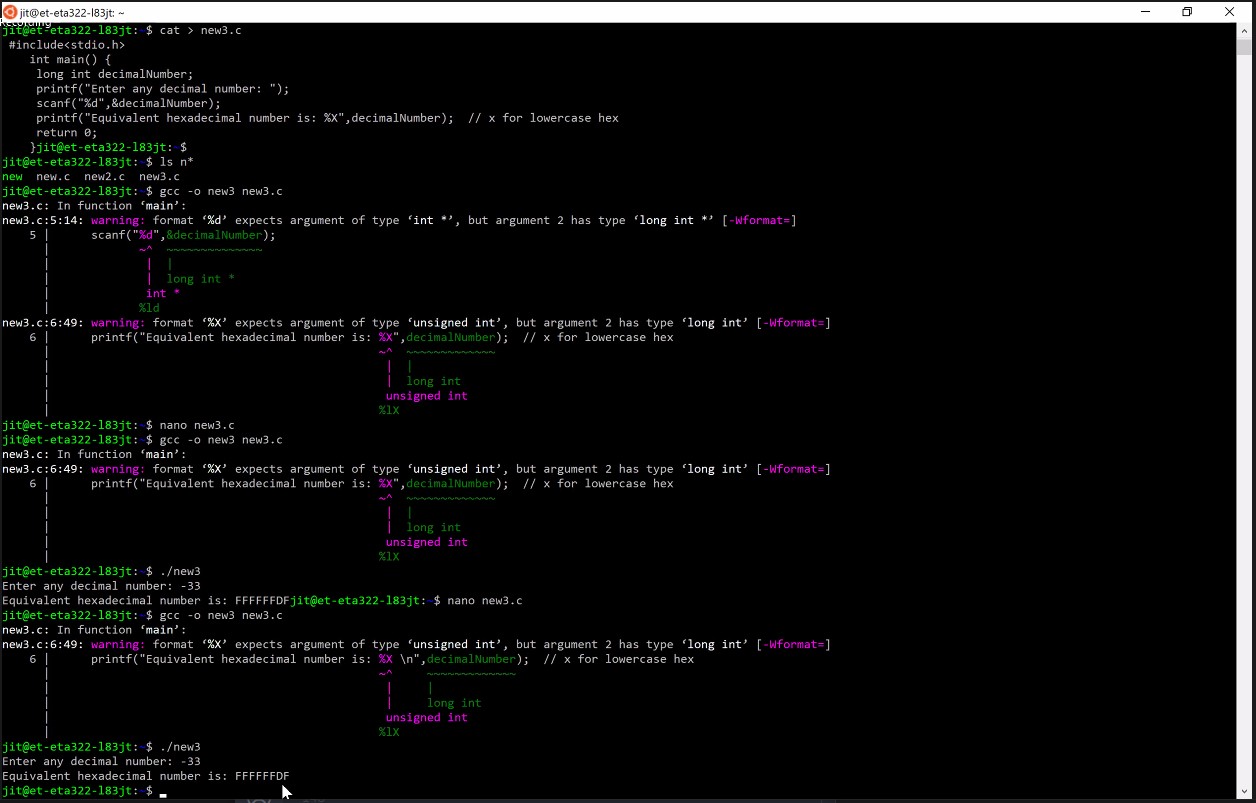 jit@et-eta322-l83jt: ~
Recording
jit@et-eta322-l83jt:~$ cat > new3.c
#include<stdio.h>
int main() {
long int decimalNumber;
printf("Enter any decimal number: ");
scanf("%d",&decimalNumber);
printf("Equivalent hexadecimal number is: %X",decimalNumber);  // x for lowercase hex
return 0;
}jit@et-eta322-l83jt:~$
jit@et-eta322-l83jt:~$ ls n*
new  new.c  new2.c  new3.c
jit@et-eta322-l83jt:~$ gcc -o new3 new3.c
new3.c: In function ‘main’:
new3.c:5:14: warning: format ‘%d’ expects argument of type ‘int *’, but argument 2 has type ‘long int *’ [-Wformat=]
5 |      scanf("%d",&decimalNumber);
|             ~^  ~~~~~~~~~~~~~~
|              |  |
|              |  long int *
|              int *
|             %ld
new3.c:6:49: warning: format ‘%X’ expects argument of type ‘unsigned int’, but argument 2 has type ‘long int’ [-Wformat=]
6 |      printf("Equivalent hexadecimal number is: %X",decimalNumber);  // x for lowercase hex
|                                                ~^  ~~~~~~~~~~~~~
|                                                 |  |
|                                                 |  long int
|                                                 unsigned int
|                                                %lX
jit@et-eta322-l83jt:~$ nano new3.c
jit@et-eta322-l83jt:~$ gcc -o new3 new3.c
new3.c: In function ‘main’:
new3.c:6:49: warning: format ‘%X’ expects argument of type ‘unsigned int’, but argument 2 has type ‘long int’ [-Wformat=]
6 |      printf("Equivalent hexadecimal number is: %X",decimalNumber);  // x for lowercase hex
|                                                ~^  ~~~~~~~~~~~~~
|                                                 |  |
|                                                 |  long int
|                                                 unsigned int
|                                                %lX
jit@et-eta322-l83jt:~$ ./new3
Enter any decimal number: -33
Equivalent hexadecimal number is: FFFFFFDFjit@et-eta322-l83jt:~$ nano new3.c
jit@et-eta322-l83jt:~$ gcc -o new3 new3.c
new3.c: In function ‘main’:
new3.c:6:49: warning: format ‘%X’ expects argument of type ‘unsigned int’, but argument 2 has type ‘long int’ [-Wformat=]
6 |      printf("Equivalent hexadecimal number is: %X \n",decimalNumber);  // x for lowercase hex
|                                                ~^     ~~~~~~~~~~~~~
|                                                 |     |
|                                                 |     long int
|                                                 unsigned int
|                                                %lX
jit@et-eta322-l83jt:~$ ./new3
Enter any decimal number: -33
Equivalent hexadecimal number is: FFFFFFDF
jit@et-eta322-l83jt:~$